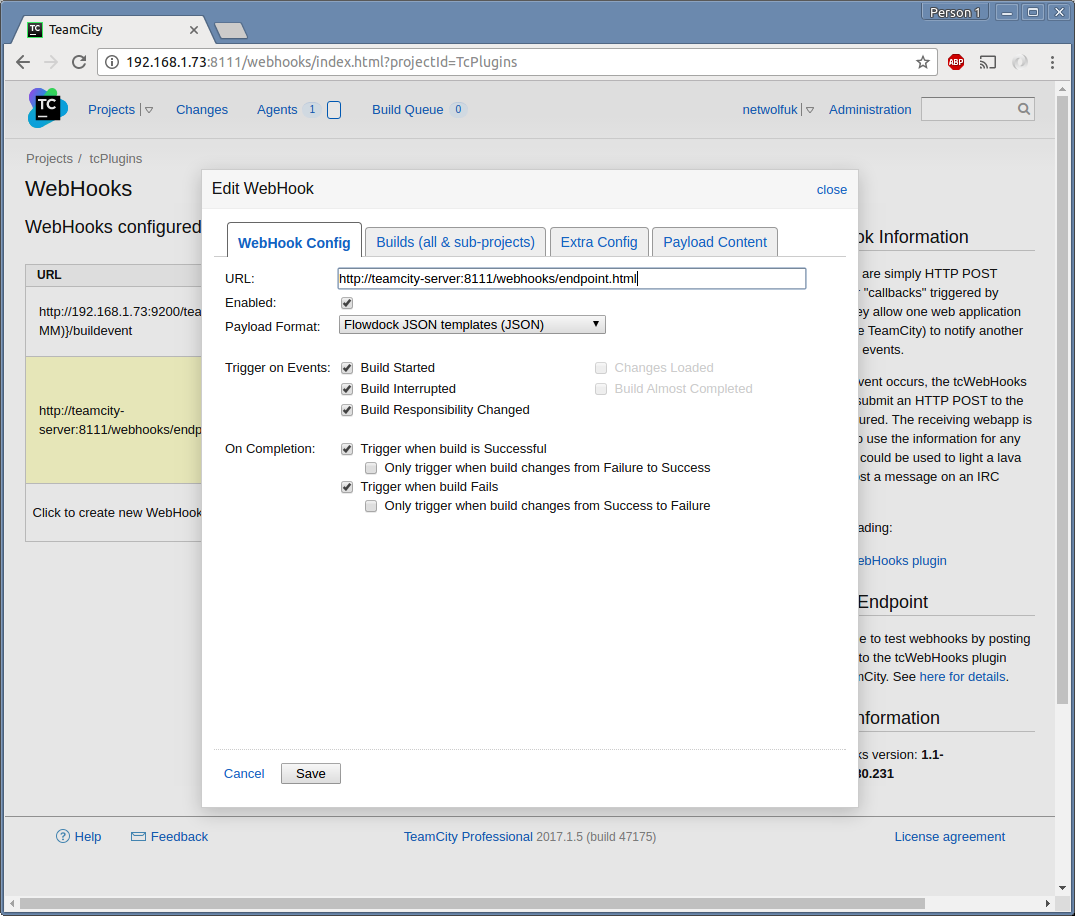 Person 1
TC TeamCity
192.168.1.73:8111/webhooks/index.html?projectId=TcPlugins
ABP
TC
Projects
Changes
Agents 1
Build Queue 0
netwolfuk
Administration
Projects / tcPlugins
WebHooks
WebHooks configured
URL
http://192.168.1.73:9200/tea
MM)}/buildevent
http://teamcity-
server:8111/webhooks/endp
Click to create new WebHook
Edit WebHook
close
WebHook Config
Builds (all & sub-projects)
Extra Config
Payload Content
URL: http://teamcity-server:8111/webhooks/endpoint.html
Enabled:
Payload Format: Flowdock JSON templates (JSON)
Trigger on Events: Build Started Changes Loaded
Build Interrupted Build Almost Completed
Build Responsibility Changed
On Completion: Trigger when build is Successful
Only trigger when build changes from Failure to Success
Trigger when build Fails
Only trigger when build changes from Success to Failure
Cancel Save
ok Information
are simply HTTP POST
"callbacks" triggered by
ey allow one web application
e TeamCity) to notify another
events.
vent occurs, the tcWebHooks
submit an HTTP POST to the
ured. The receiving webapp is
o use the information for any
could be used to light a lava
st a message on an IRC
ading:
ebHooks plugin
Endpoint
e to test webhooks by posting
to the tcWebHooks plugin
mCity. See here for details.
nformation
ks version: 1.1-
30.231
Help
Feedback
TeamCity Professional 2017.1.5 (build 47175)
License agreement